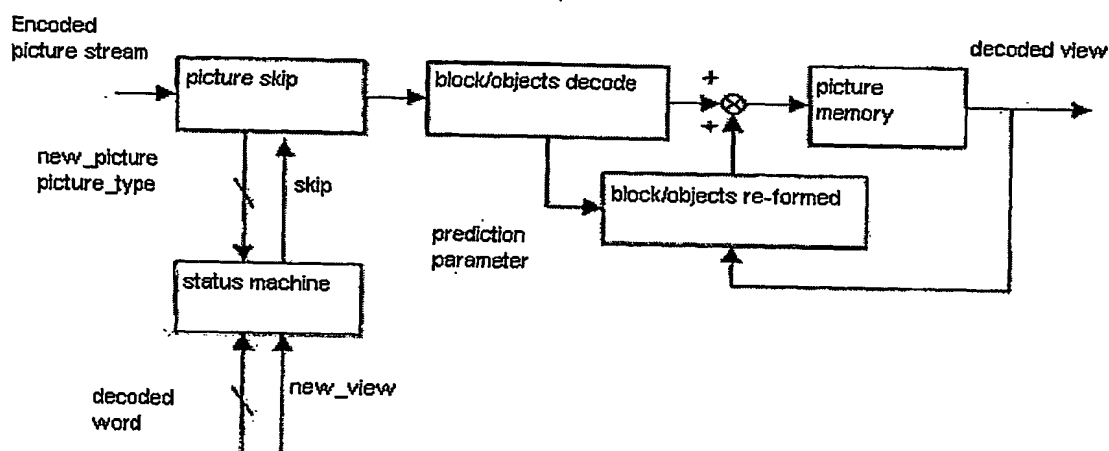 Encoded
picture stream
picture skip
block/objects decode
+
+
picture
memory
decoded view
new_picture
picture_type
skip
block/objects re-formed
prediction
parameter
status machine
decoded
word
new_view